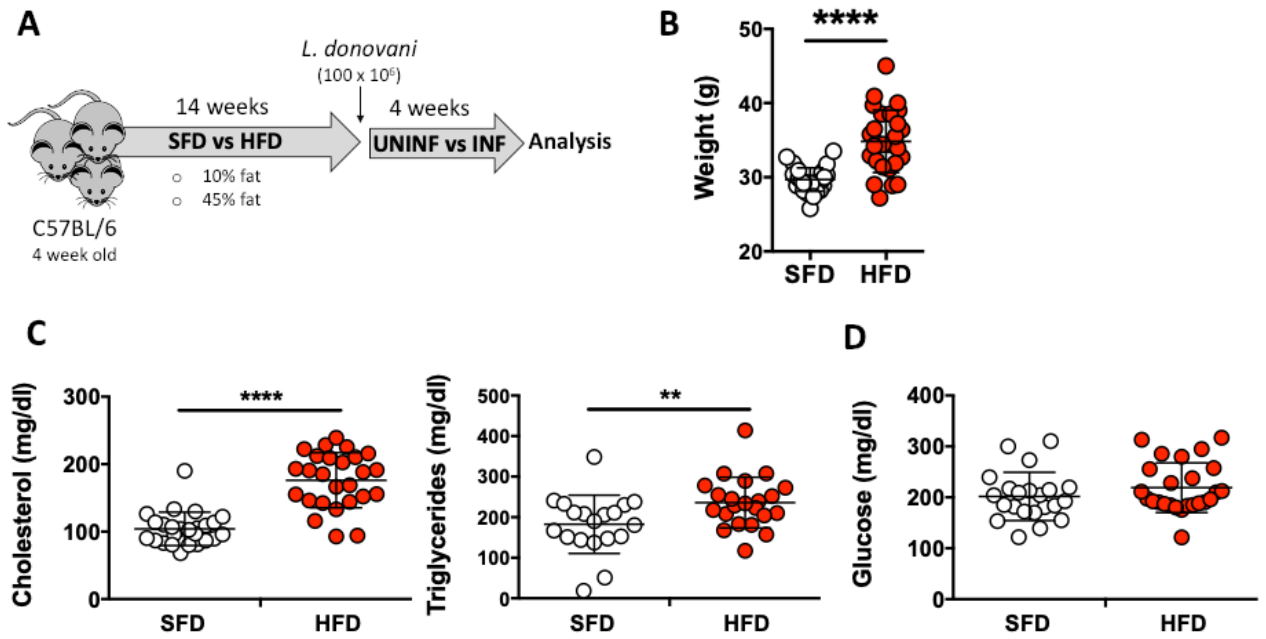 A
L. donovani
(100 x 10⁶)
14 weeks
4 weeks
SFD vs HFD
UNINF vs INF
Analysis
○ 10% fat
○ 45% fat
C57BL/6
4 week old
B
****
Weight (g)
50
40
30
20
SFD HFD
C
****
Cholesterol (mg/dl)
300
200
100
0
SFD HFD
**
Triglycerides (mg/dl)
500
400
300
200
100
0
SFD HFD
D
Glucose (mg/dl)
400
300
200
100
0
SFD HFD